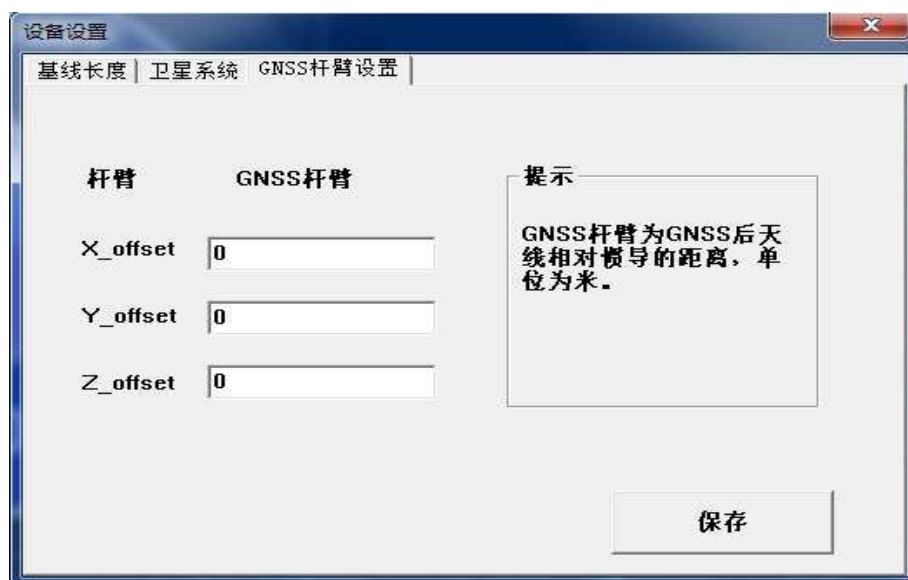 设备设置
基线长度 卫星系统 GNSS杆臂设置
杆臂 GNSS杆臂
X_offset 0
Y_offset 0
Z_offset 0
提示
GNSS杆臂为GNSS后天
线相对惯导的距离，单
位为米。
保存